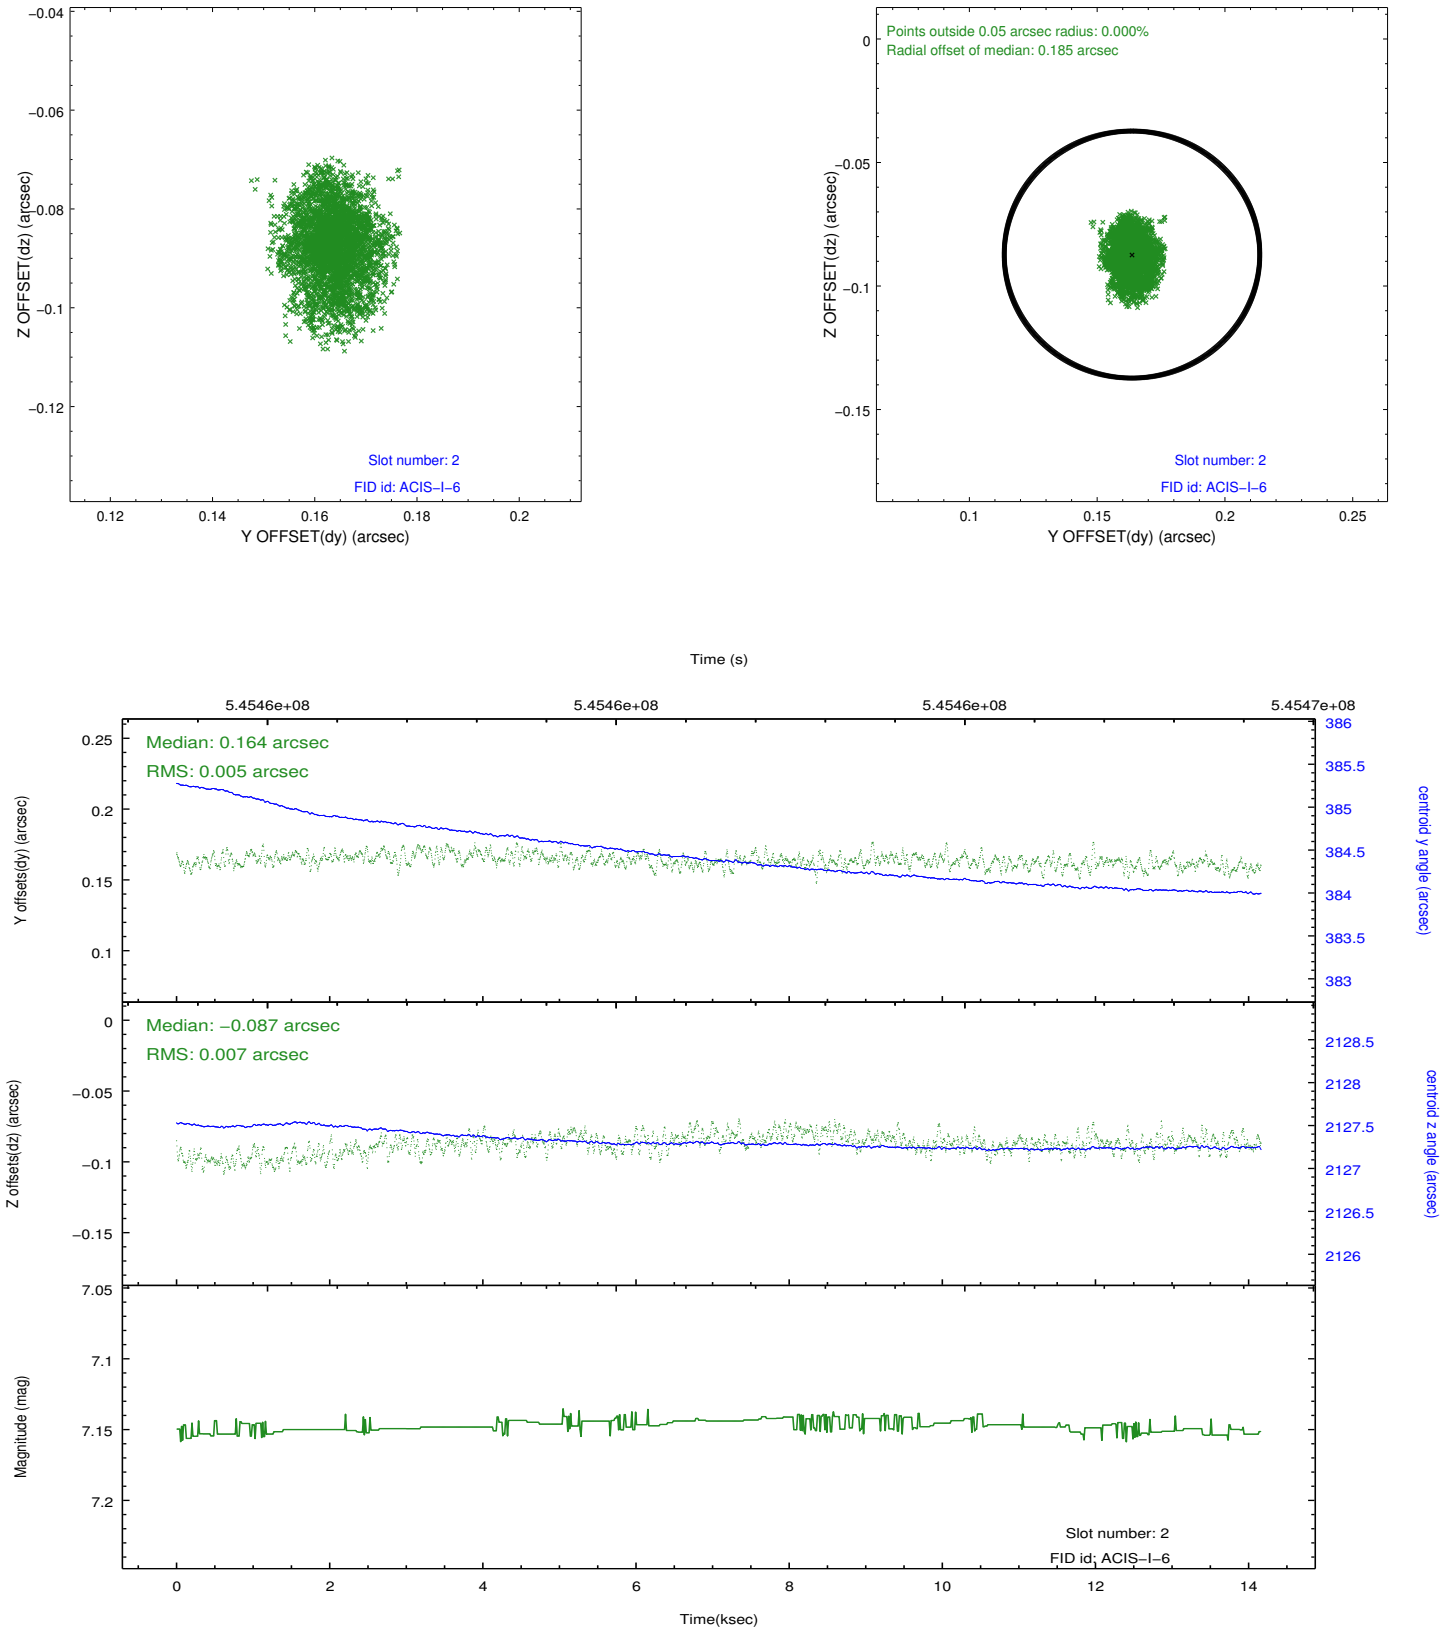 −0.04
−0.06
−0.08
−0.1
−0.12
Z OFFSET(dz) (arcsec)
Slot number: 2
FID id: ACIS−I−6
0.12 0.14 0.16 0.18 0.2
Y OFFSET(dy) (arcsec)
Points outside 0.05 arcsec radius: 0.000%
Radial offset of median: 0.185 arcsec
0
−0.05
−0.1
−0.15
Z OFFSET(dz) (arcsec)
Slot number: 2
FID id: ACIS−I−6
0.1 0.15 0.2 0.25
Y OFFSET(dy) (arcsec)
Time (s)
5.4546e+08 5.4546e+08 5.4546e+08 5.4547e+08
Median: 0.164 arcsec
RMS: 0.005 arcsec
0.25
0.2
0.15
0.1
Y offsets(dy) (arcsec)
386
385.5
385
384.5
384
383.5
383
centroid y angle (arcsec)
Median: −0.087 arcsec
RMS: 0.007 arcsec
0
−0.05
−0.1
−0.15
Z offsets(dz) (arcsec)
2128.5
2128
2127.5
2127
2126.5
2126
centroid z angle (arcsec)
7.05
7.1
7.15
7.2
Magnitude (mag)
Slot number: 2
FID id: ACIS−I−6
0 2 4 6 8 10 12 14
Time(ksec)